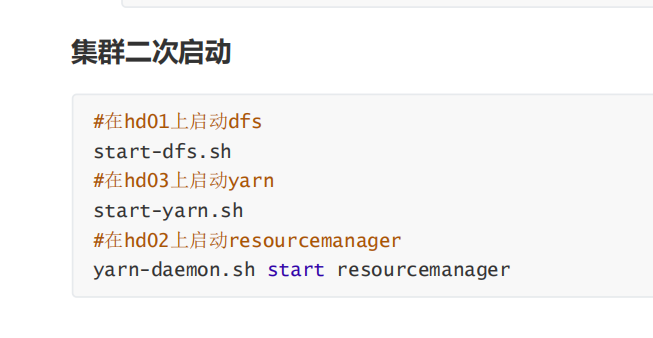 集群二次启动
#在hd01上启动dfs
start-dfs.sh
#在hd03上启动yarn
start-yarn.sh
#在hd02上启动resourcemanager
yarn-daemon.sh start resourcemanager